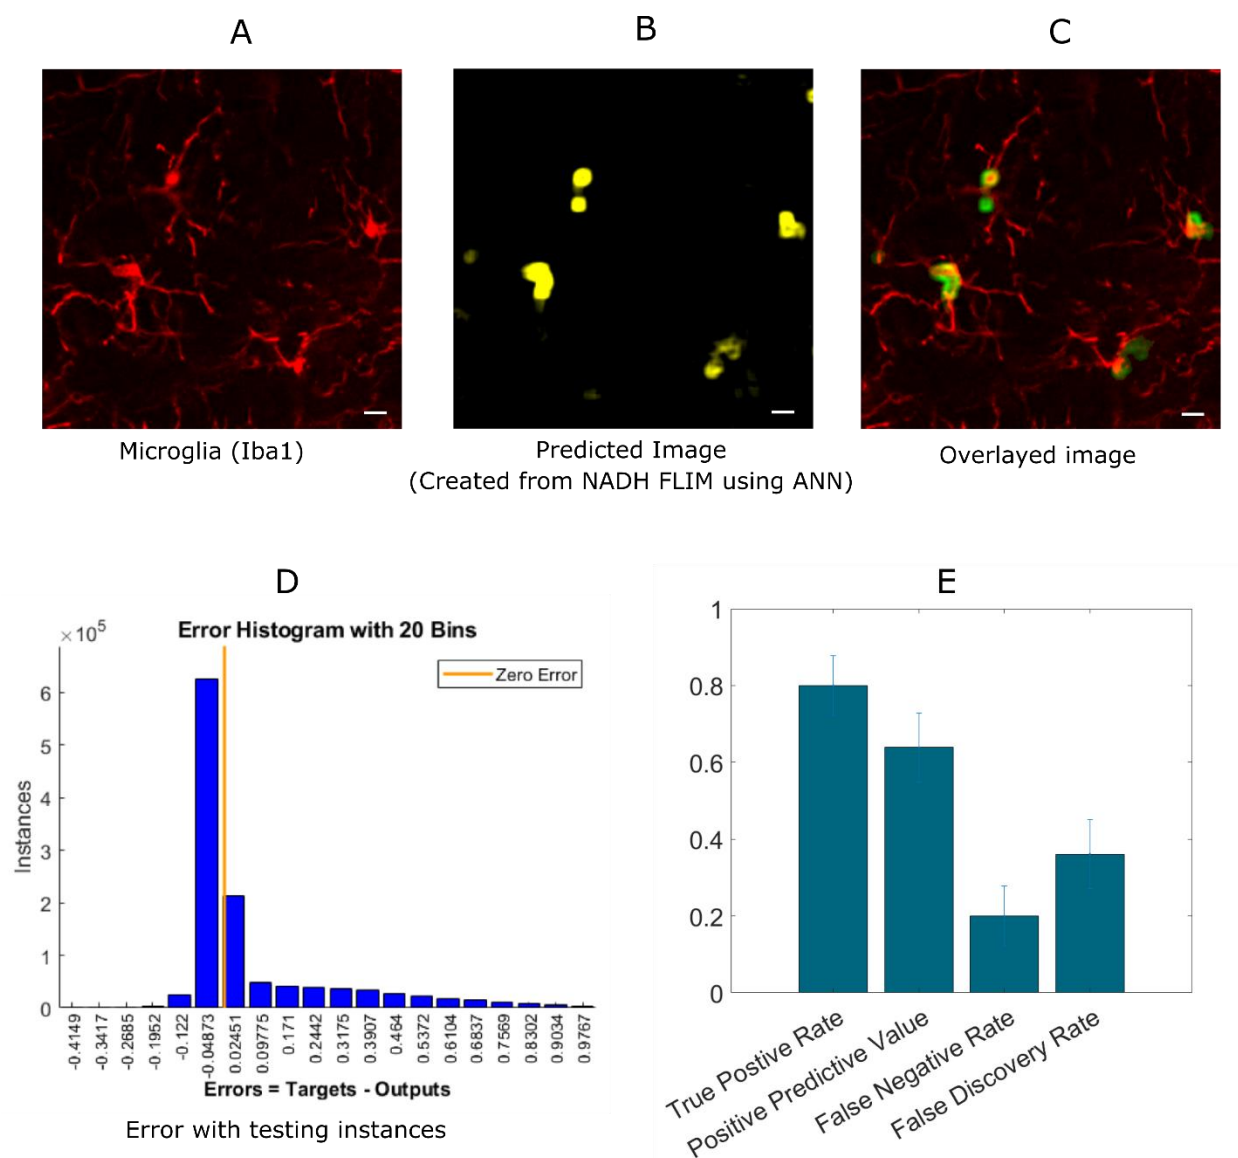 A
B
C
Microglia (Iba1)
Predicted Image
(Created from NADH FLIM using ANN)
Overlayed image
D
×10⁵
Error Histogram with 20 Bins
Zero Error
6
5
4
3
2
1
0
Instances
-0.4149
-0.3417
-0.2685
-0.1952
-0.122
-0.04873
0.02451
0.09775
0.171
0.2442
0.3175
0.3907
0.464
0.5372
0.6104
0.6837
0.7569
0.8302
0.9034
0.9767
Errors = Targets - Outputs
Error with testing instances
E
1
0.8
0.6
0.4
0.2
0
True Postive Rate
Positive Predictive Value
False Negative Rate
False Discovery Rate